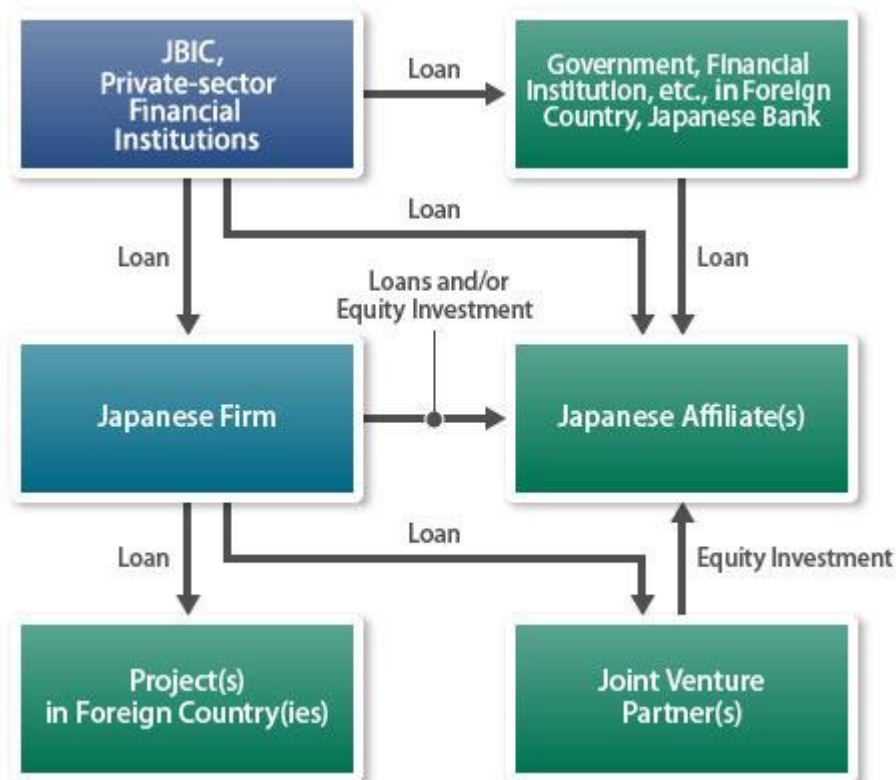 JBIC,
Private-sector
Financial
Institutions
Loan
Government, Financial
Institution, etc., in Foreign
Country, Japanese Bank
Loan
Loan
Loan
Loans and/or
Equity Investment
Japanese Firm
Japanese Affiliate(s)
Loan
Loan
Equity Investment
Project(s)
in Foreign Country(ies)
Joint Venture
Partner(s)